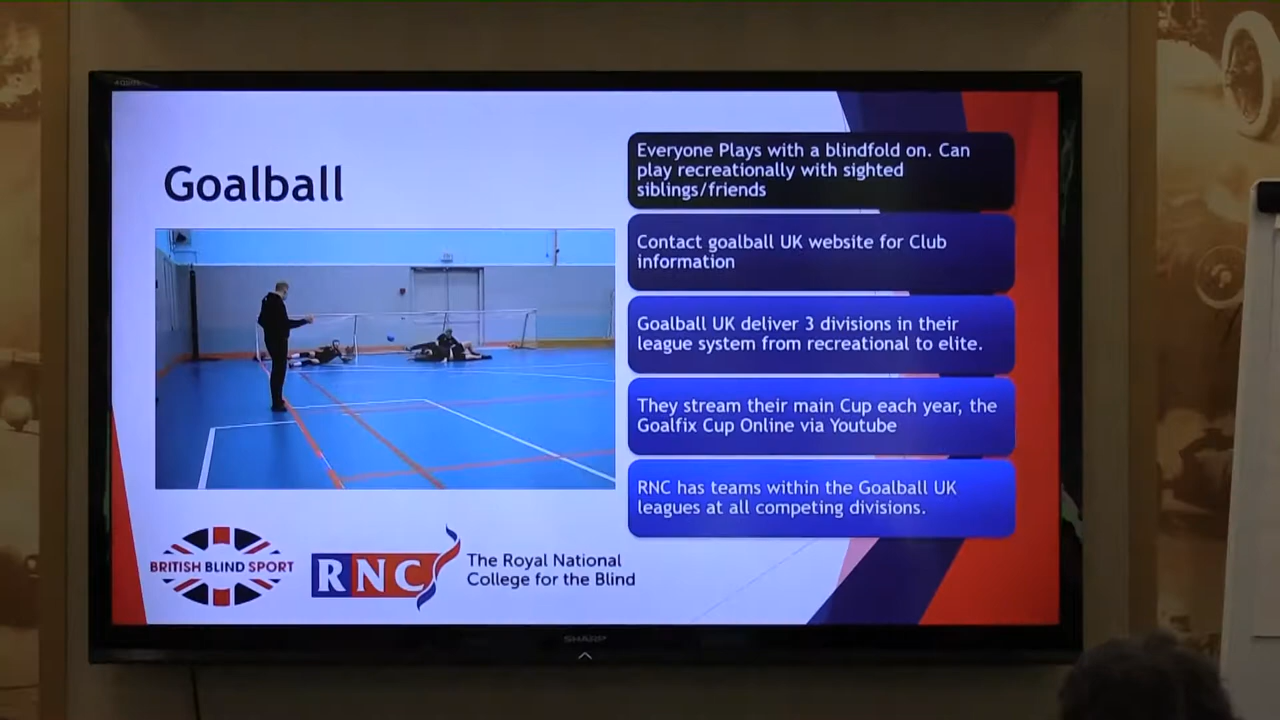 Goalball
Everyone Plays with a blindfold on. Can
play recreationally with sighted
siblings/friends
Contact goalball UK website for Club
information
Goalball UK deliver 3 divisions in their
league system from recreational to elite.
They stream their main Cup each year, the
Goalfix Cup Online via Youtube
RNC has teams within the Goalball UK
leagues at all competing divisions.
BRITISH BLIND SPORT
RNC
The Royal National
College for the Blind
SHARP